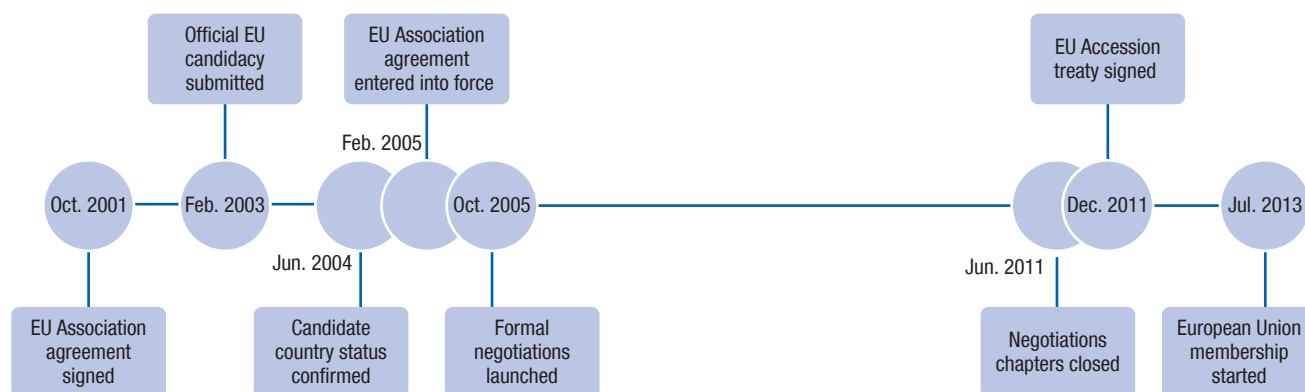 Official EU
candidacy
submitted
EU Association
agreement
entered into force
EU Accession
treaty signed
Feb. 2005
Oct. 2001
Feb. 2003
Oct. 2005
Dec. 2011
Jul. 2013
Jun. 2004
Jun. 2011
EU Association
agreement
signed
Candidate
country status
confirmed
Formal
negotiations
launched
Negotiations
chapters closed
European Union
membership
started